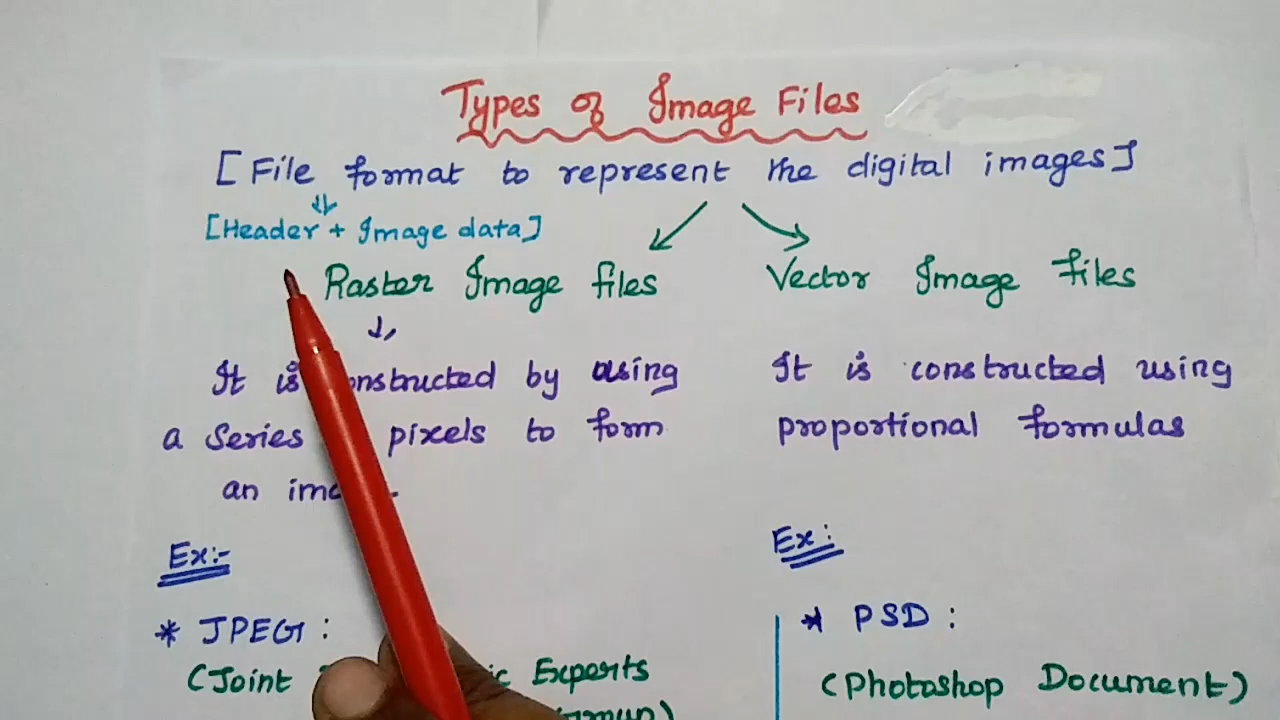 Types of Image Files
[File format to represent the digital images]
[Header + Image data]
Raster Image files
It is constructed by using
a Series pixels to form
an
Ex:-
* JPEG :
(Joint Experts
Vector Image Files
It is constructed using
proportional formulas
Ex:
* PSD :
(Photoshop Document)